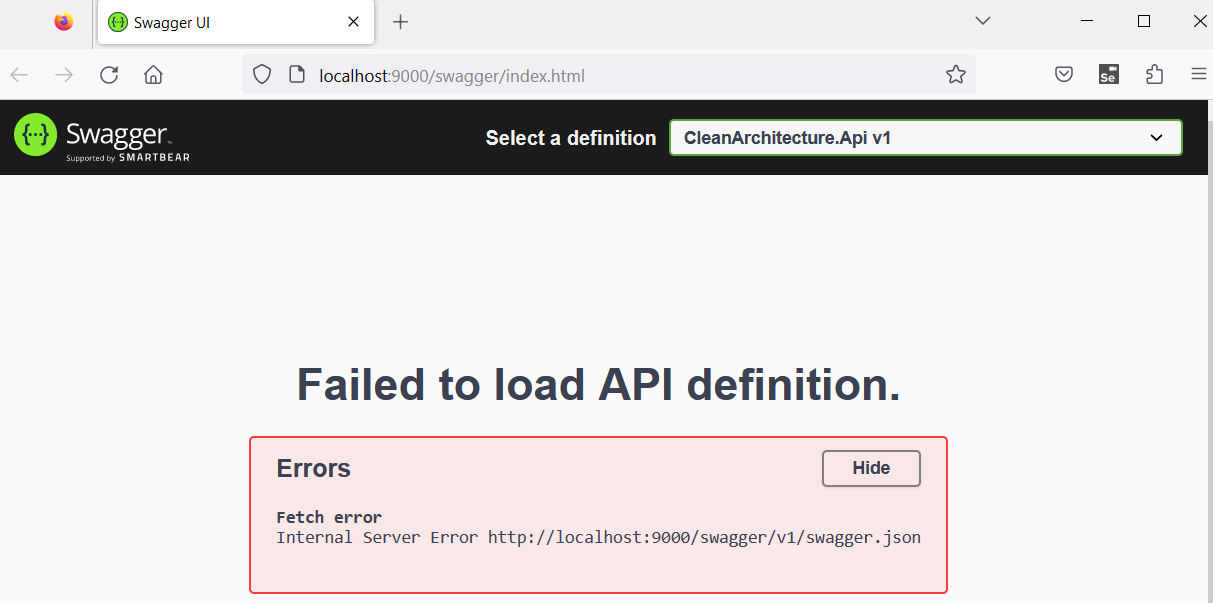 Swagger UI
localhost:9000/swagger/index.html
Se
{...} Swagger
Supported by SMARTBEAR
Select a definition
CleanArchitecture.Api v1
Failed to load API definition.
Errors
Hide
Fetch error
Internal Server Error http://localhost:9000/swagger/v1/swagger.json